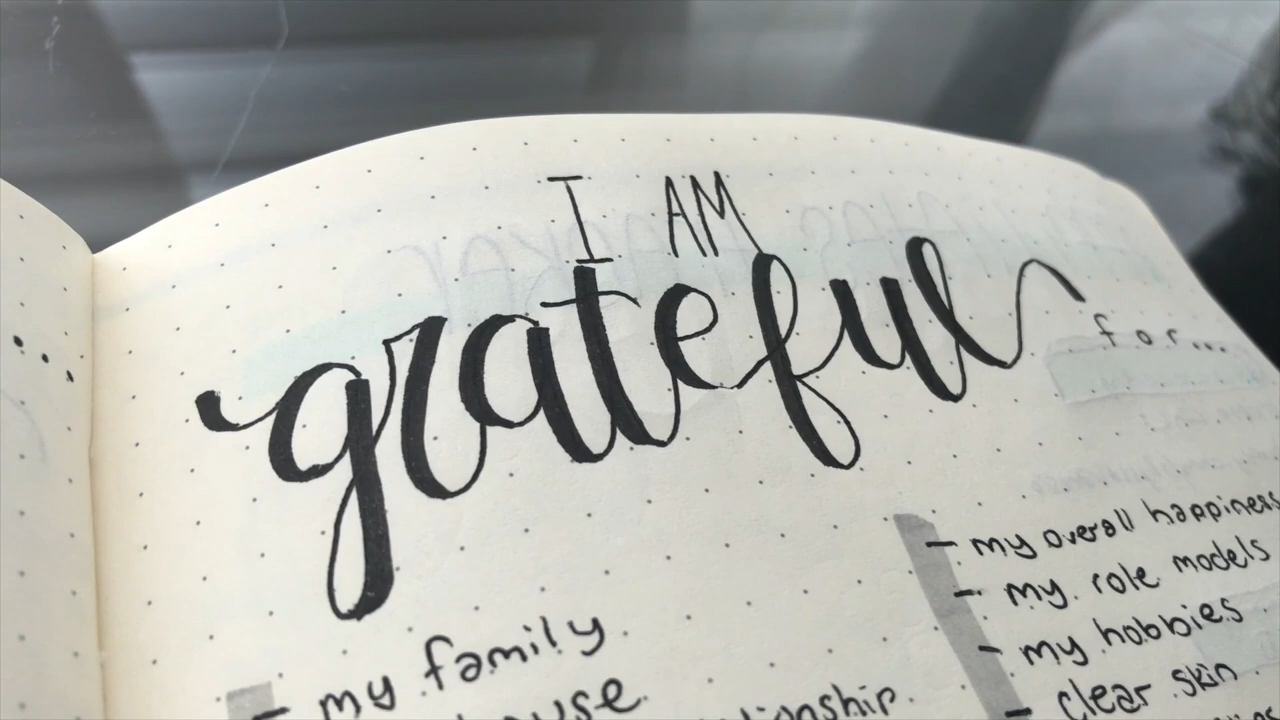 I AM
grateful
for...
- my family
- my overall happiness
- my role models
- my hobbies
- clear skin